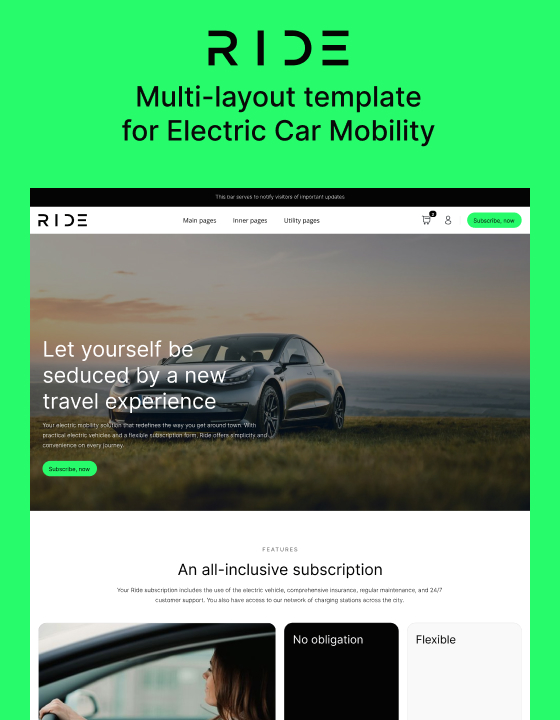 RIDE
Multi-layout template
for Electric Car Mobility
This bar serves to notify visitors of important updates
RIDE
Main pages
Inner pages
Utility pages
Subscribe, now
Let yourself be
seduced by a new
travel experience
Your electric mobility solution that redefines the way you get around town. With
practical electric vehicles and a flexible subscription form, Ride offers simplicity and
convenience on every journey.
Subscribe, now
FEATURES
An all-inclusive subscription
Your Ride subscription includes the use of the electric vehicle, comprehensive insurance, regular maintenance, and 24/7
customer support. You also have access to our network of charging stations across the city.
No obligation
Flexible